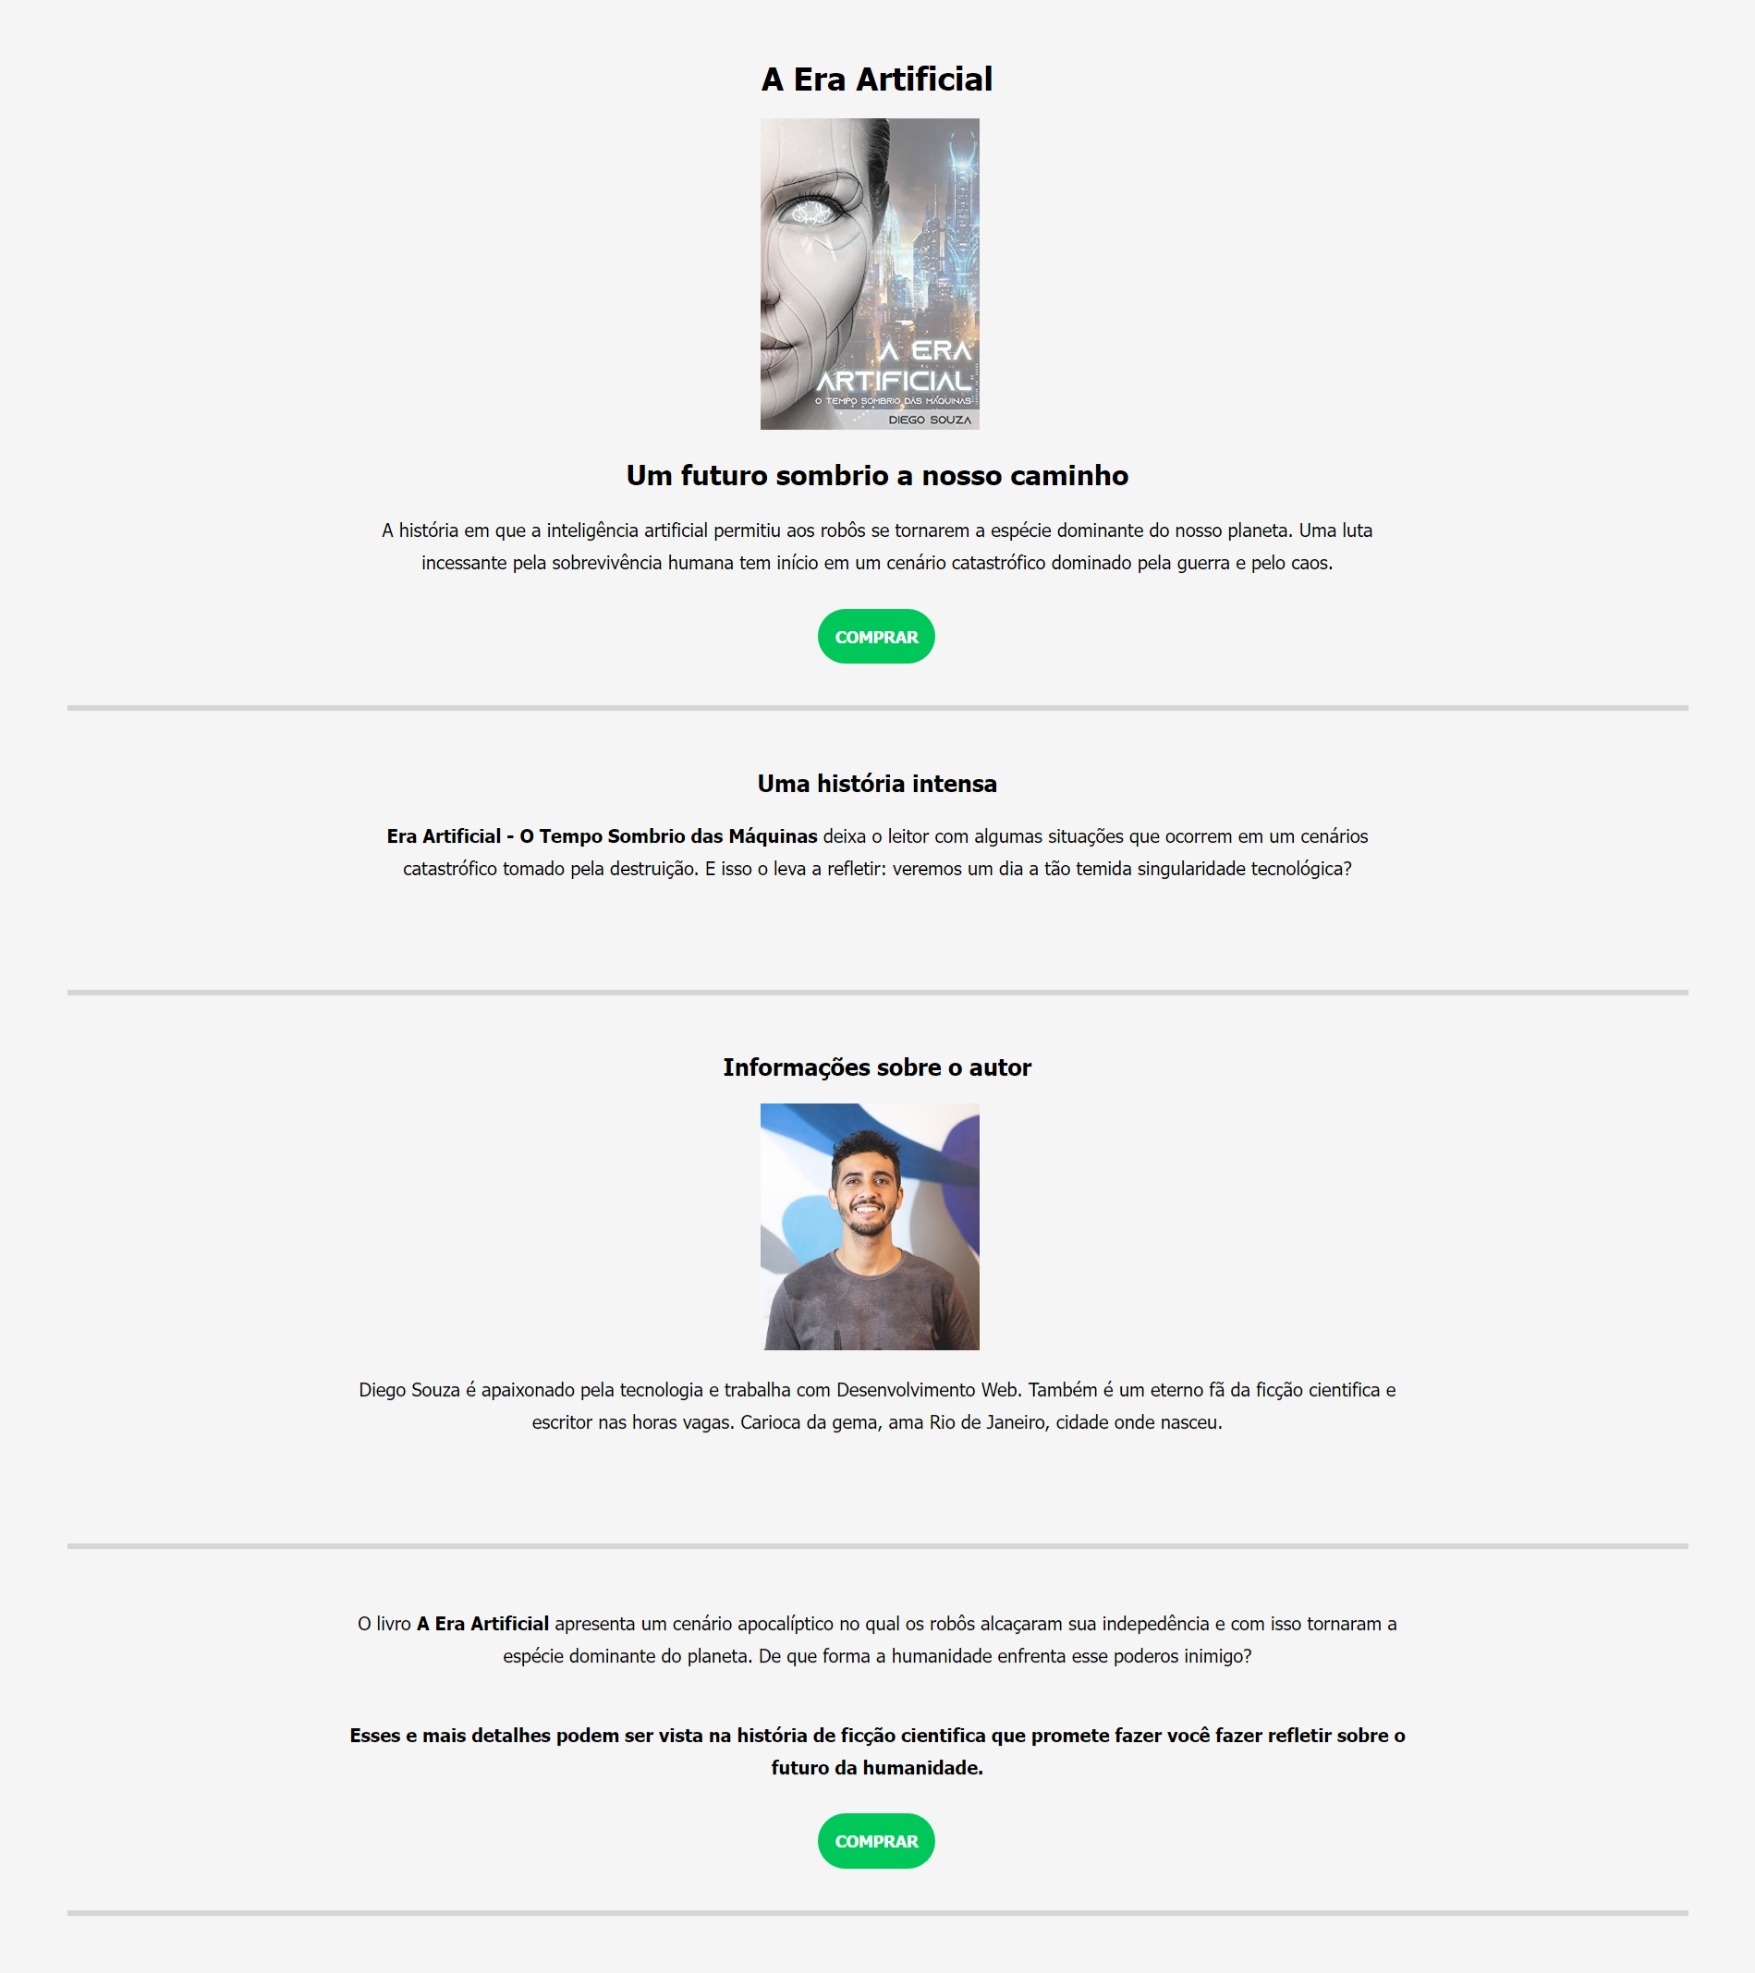 A Era Artificial
A ERA
ARTIFICIAL
O TEMPO SOMBRIO DAS MÁQUINAS
DIEGO SOUZA
Um futuro sombrio a nosso caminho
A história em que a inteligência artificial permitiu aos robôs se tornarem a espécie dominante do nosso planeta. Uma luta
incessante pela sobrevivência humana tem início em um cenário catastrófico dominado pela guerra e pelo caos.
COMPRAR
Uma história intensa
Era Artificial - O Tempo Sombrio das Máquinas deixa o leitor com algumas situações que ocorrem em um cenários
catastrófico tomado pela destruição. E isso o leva a refletir: veremos um dia a tão temida singularidade tecnológica?
Informações sobre o autor
Diego Souza é apaixonado pela tecnologia e trabalha com Desenvolvimento Web. Também é um eterno fã da ficção cientifica e
escritor nas horas vagas. Carioca da gema, ama Rio de Janeiro, cidade onde nasceu.
O livro A Era Artificial apresenta um cenário apocalíptico no qual os robôs alcaçaram sua indepedência e com isso tornaram a
espécie dominante do planeta. De que forma a humanidade enfrenta esse poderos inimigo?
Esses e mais detalhes podem ser vista na história de ficção cientifica que promete fazer você fazer refletir sobre o
futuro da humanidade.
COMPRAR